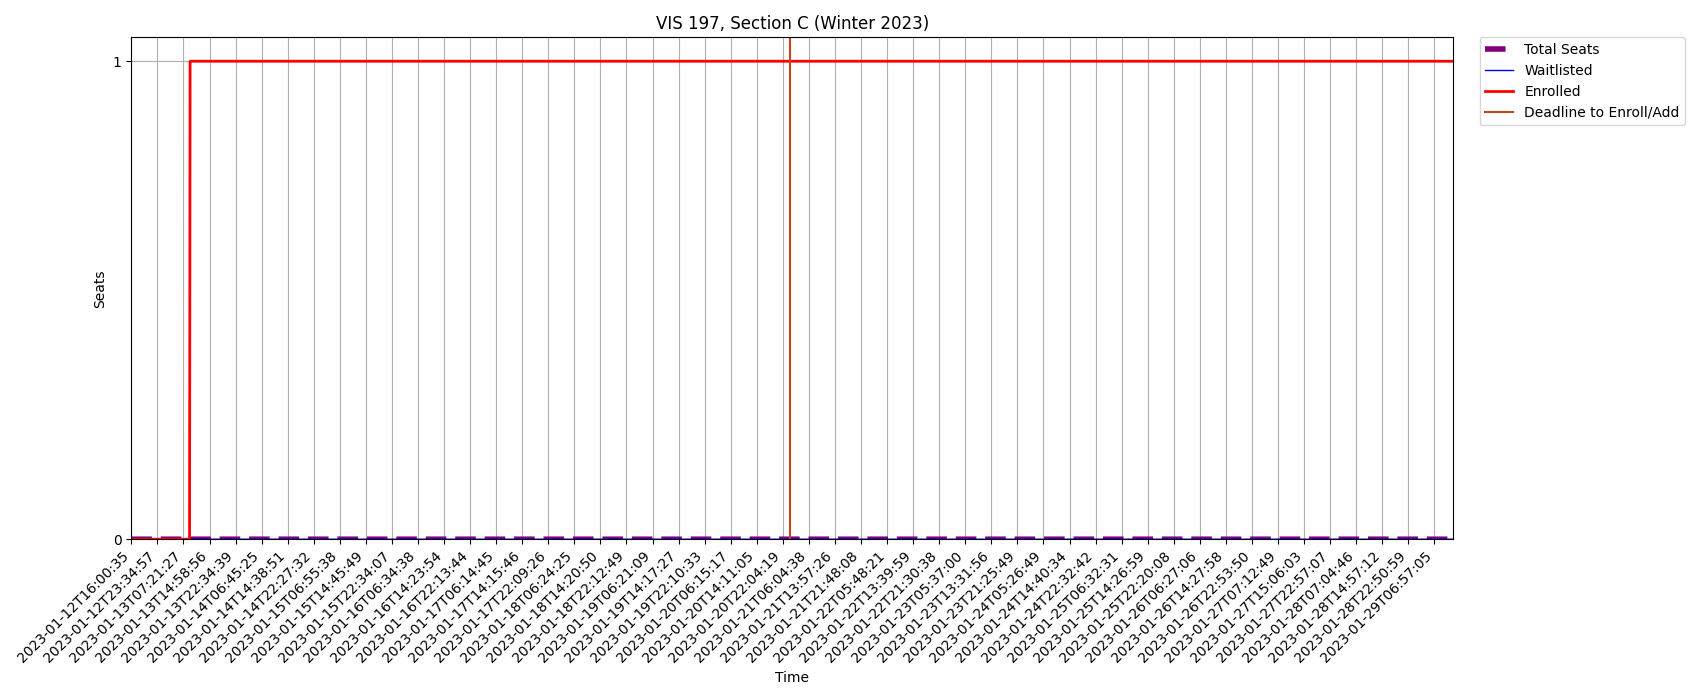 VIS 197, Section C (Winter 2023)
Total Seats
Waitlisted
Enrolled
Deadline to Enroll/Add
1
0
Seats
2023-01-12T16:00:35
2023-01-12T23:34:57
2023-01-13T07:21:27
2023-01-13T14:58:56
2023-01-13T22:34:39
2023-01-14T06:45:25
2023-01-14T14:38:51
2023-01-14T22:27:32
2023-01-15T06:55:38
2023-01-15T14:45:49
2023-01-15T22:34:07
2023-01-16T06:34:38
2023-01-16T14:23:54
2023-01-16T22:13:44
2023-01-17T06:14:45
2023-01-17T14:15:46
2023-01-17T22:09:26
2023-01-18T06:24:25
2023-01-18T14:20:50
2023-01-18T22:12:49
2023-01-19T06:21:09
2023-01-19T14:17:27
2023-01-19T22:10:33
2023-01-20T06:15:17
2023-01-20T14:11:05
2023-01-20T22:04:19
2023-01-21T06:04:38
2023-01-21T13:57:26
2023-01-21T21:48:08
2023-01-22T05:48:21
2023-01-22T13:39:59
2023-01-22T21:30:38
2023-01-23T05:37:00
2023-01-23T13:31:56
2023-01-23T21:25:49
2023-01-24T05:26:49
2023-01-24T14:40:34
2023-01-24T22:32:42
2023-01-25T06:32:31
2023-01-25T14:26:59
2023-01-25T22:20:08
2023-01-26T06:27:06
2023-01-26T14:27:58
2023-01-26T22:53:50
2023-01-27T07:12:49
2023-01-27T15:06:03
2023-01-27T22:57:07
2023-01-28T07:04:46
2023-01-28T14:57:12
2023-01-28T22:50:59
2023-01-29T06:57:05
Time